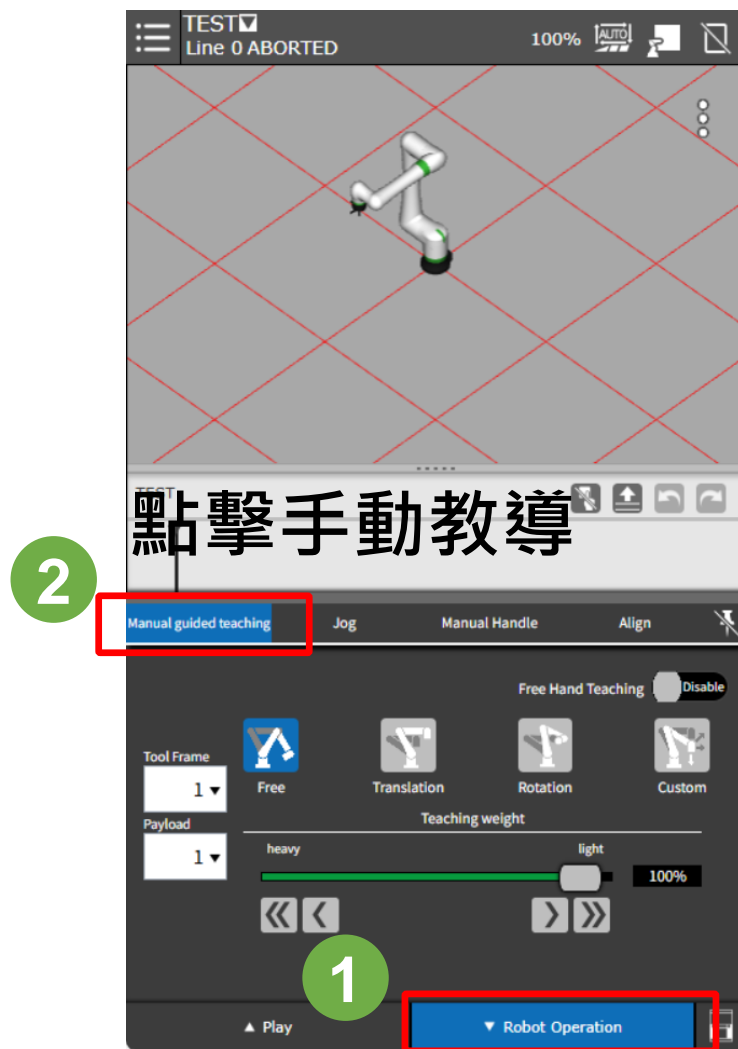 TEST
Line 0 ABORTED
100%
AUTO
TEST
點擊手動教導
2
Manual guided teaching
Jog
Manual Handle
Align
Free Hand Teaching
Disable
Tool Frame
1
Free
Translation
Rotation
Custom
Payload
1
Teaching weight
heavy
light
100%
1
▲ Play
▼ Robot Operation